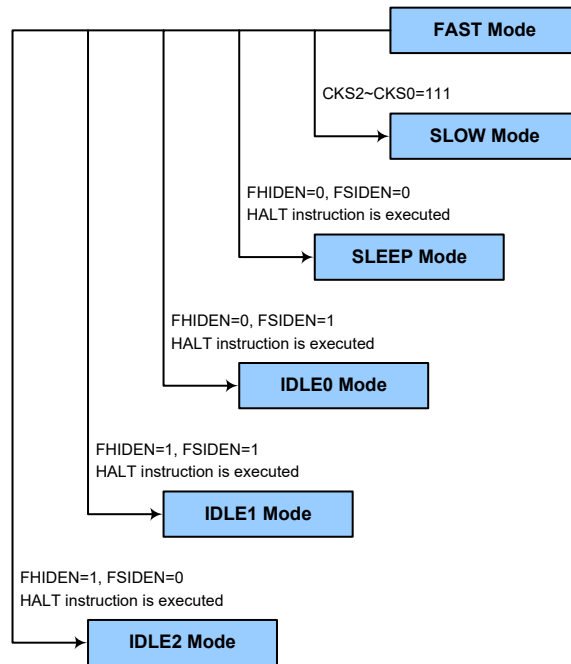 FAST Mode
CKS2~CKS0=111
SLOW Mode
FHIDEN=0, FSIDEN=0
HALT instruction is executed
SLEEP Mode
FHIDEN=0, FSIDEN=1
HALT instruction is executed
IDLE0 Mode
FHIDEN=1, FSIDEN=1
HALT instruction is executed
IDLE1 Mode
FHIDEN=1, FSIDEN=0
HALT instruction is executed
IDLE2 Mode